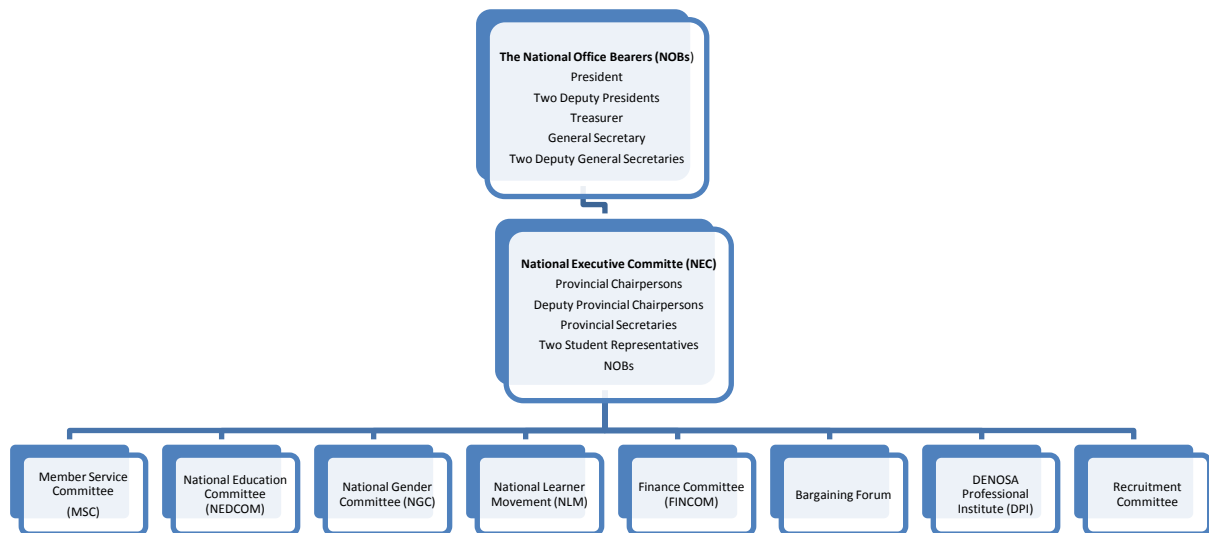 The National Office Bearers (NOBs)
President
Two Deputy Presidents
Treasurer
General Secretary
Two Deputy General Secretaries
National Executive Committe (NEC)
Provincial Chairpersons
Deputy Provincial Chairpersons
Provincial Secretaries
Two Student Representatives
NOBs
Member Service
Committee
(MSC)
National Education
Committee
(NEDCOM)
National Gender
Committee (NGC)
National Learner
Movement (NLM)
Finance Committee
(FINCOM)
Bargaining Forum
DENOSA
Professional
Institute (DPI)
Recruitment
Committee